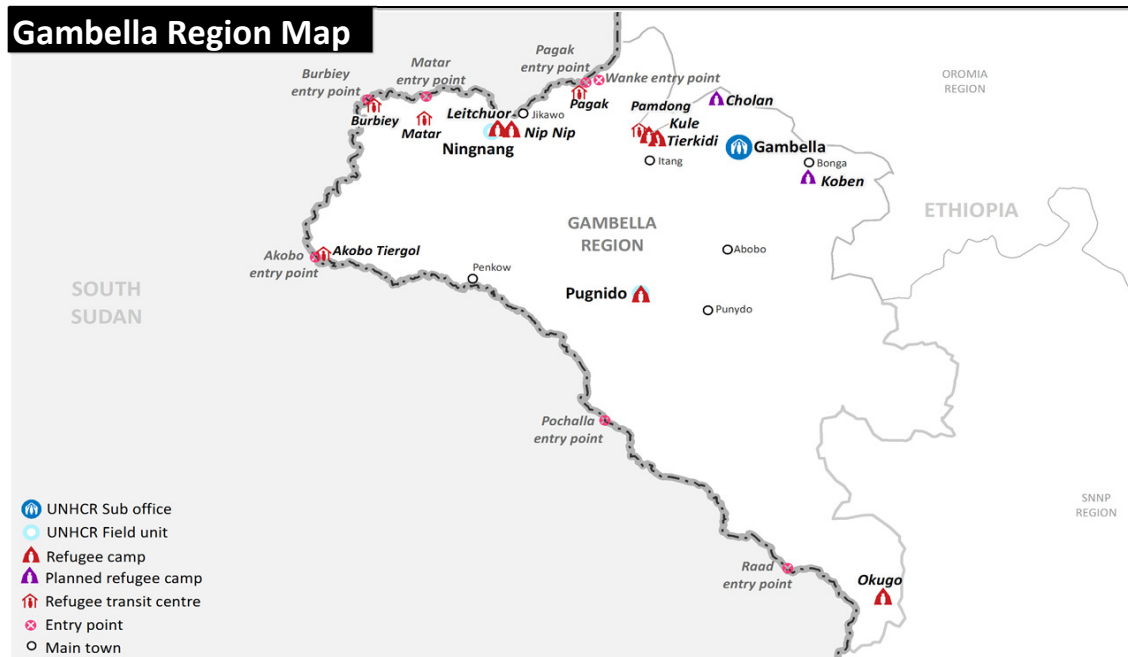 Gambella Region Map
Pagak
entry point
Matar
entry point
Burbiey
entry point
Wanke entry point
OROMIA
REGION
Pagak
Pamdong
Cholan
Leitchuor
Jikawo
Burbiey
Matar
Nip Nip
Kule
Tierkidi
Ningnang
Gambella
Itang
Bonga
Koben
ETHIOPIA
GAMBELLA
REGION
Akobo
entry point
Akobo Tiergol
Abobo
Penkow
SOUTH
SUDAN
Pugnido
Punydo
Pochalla
entry point
SNNP
REGION
Raad
entry point
Okugo
UNHCR Sub office
UNHCR Field unit
Refugee camp
Planned refugee camp
Refugee transit centre
Entry point
Main town